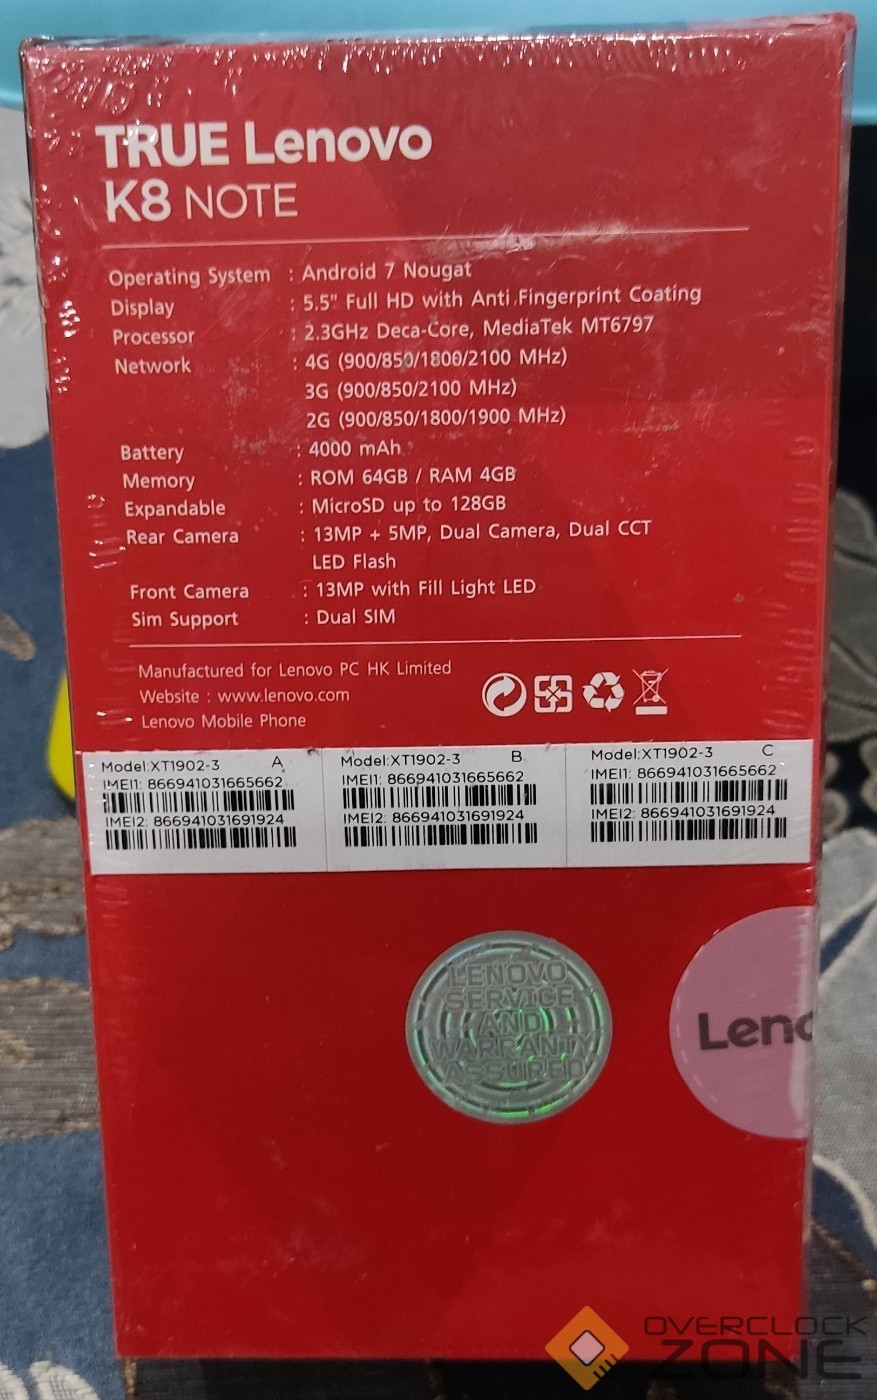 TRUE Lenovo
K8 NOTE
Operating System : Android 7 Nougat
Display : 5.5" Full HD with Anti Fingerprint Coating
Processor : 2.3GHz Deca-Core, MediaTek MT6797
Network : 4G (900/850/1800/2100 MHz)
3G (900/850/2100 MHz)
2G (900/850/1800/1900 MHz)
Battery : 4000 mAh
Memory : ROM 64GB / RAM 4GB
Expandable : MicroSD up to 128GB
Rear Camera : 13MP + 5MP, Dual Camera, Dual CCT
LED Flash
Front Camera : 13MP with Fill Light LED
Sim Support : Dual SIM
Manufactured for Lenovo PC HK Limited
Website : www.lenovo.com
Lenovo Mobile Phone
Model:XT1902-3 A
IMEI1: 866941031665662
IMEI2: 866941031691924
Model:XT1902-3 B
IMEI1: 866941031665662
IMEI2: 866941031691924
Model:XT1902-3 C
IMEI1: 866941031665662
IMEI2: 866941031691924
LENOVO
SERVICE
AND
WARRANTY
ASSURED
Leno
OVERCLOCK
ZONE